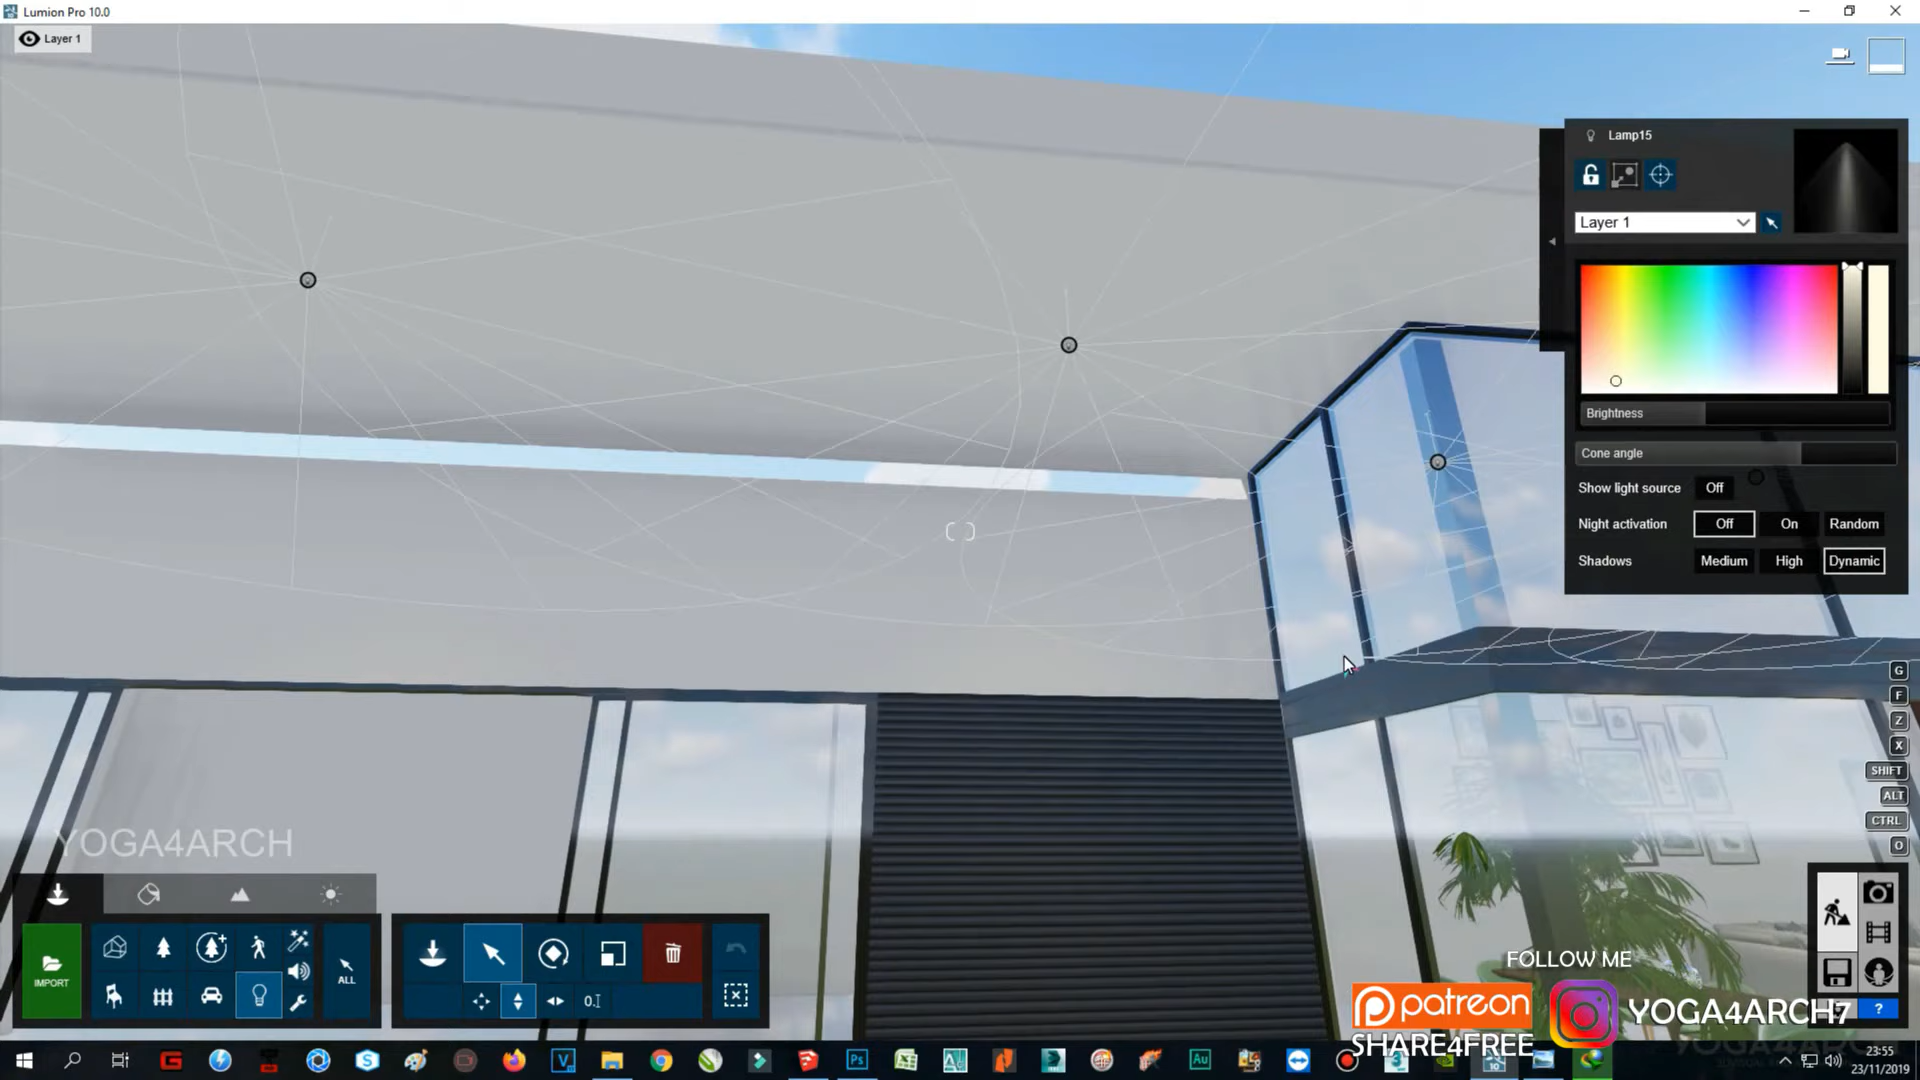 Lumion Pro 10.0
Layer 1
Lamp15
Layer 1
Brightness
Cone angle
Show light source Off
Night activation Off On Random
Shadows Medium High Dynamic
G
F
Z
X
SHIFT
ALT
CTRL
O
YOGA4ARCH
IMPORT
ALL
FOLLOW ME
patreon
YOGA4ARCH7
SHARE4FREE
?
23:55
23/11/2019